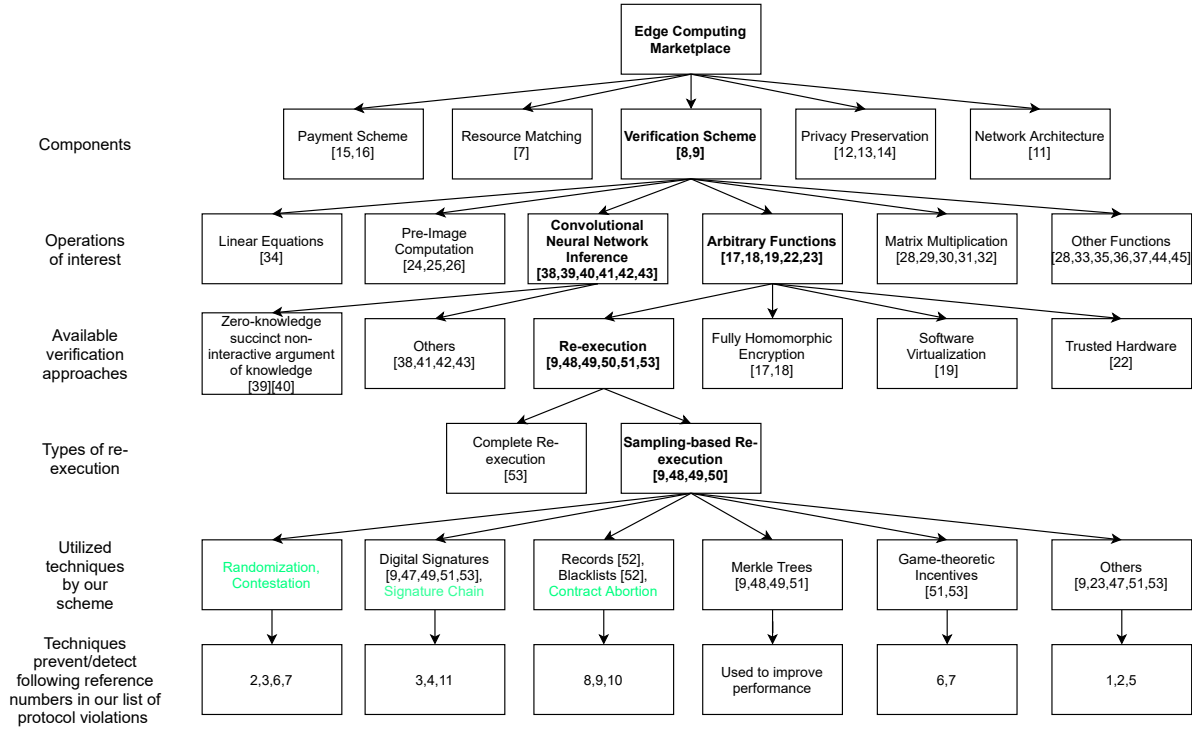 Edge Computing
Marketplace
Components
Payment Scheme
[15,16]
Resource Matching
[7]
Verification Scheme
[8,9]
Privacy Preservation
[12,13,14]
Network Architecture
[11]
Operations
of interest
Linear Equations
[34]
Pre-Image
Computation
[24,25,26]
Convolutional
Neural Network
Inference
[38,39,40,41,42,43]
Arbitrary Functions
[17,18,19,22,23]
Matrix Multiplication
[28,29,30,31,32]
Other Functions
[28,33,35,36,37,44,45]
Available
verification
approaches
Zero-knowledge
succinct non-
interactive argument
of knowledge
[39][40]
Others
[38,41,42,43]
Re-execution
[9,48,49,50,51,53]
Fully Homomorphic
Encryption
[17,18]
Software
Virtualization
[19]
Trusted Hardware
[22]
Types of re-
execution
Complete Re-
execution
[53]
Sampling-based Re-
execution
[9,48,49,50]
Utilized
techniques
by our
scheme
Randomization,
Contestation
Digital Signatures
[9,47,49,51,53],
Signature Chain
Records [52],
Blacklists [52],
Contract Abortion
Merkle Trees
[9,48,49,51]
Game-theoretic
Incentives
[51,53]
Others
[9,23,47,51,53]
Techniques
prevent/detect
following reference
numbers in our list of
protocol violations
2,3,6,7
3,4,11
8,9,10
Used to improve
performance
6,7
1,2,5